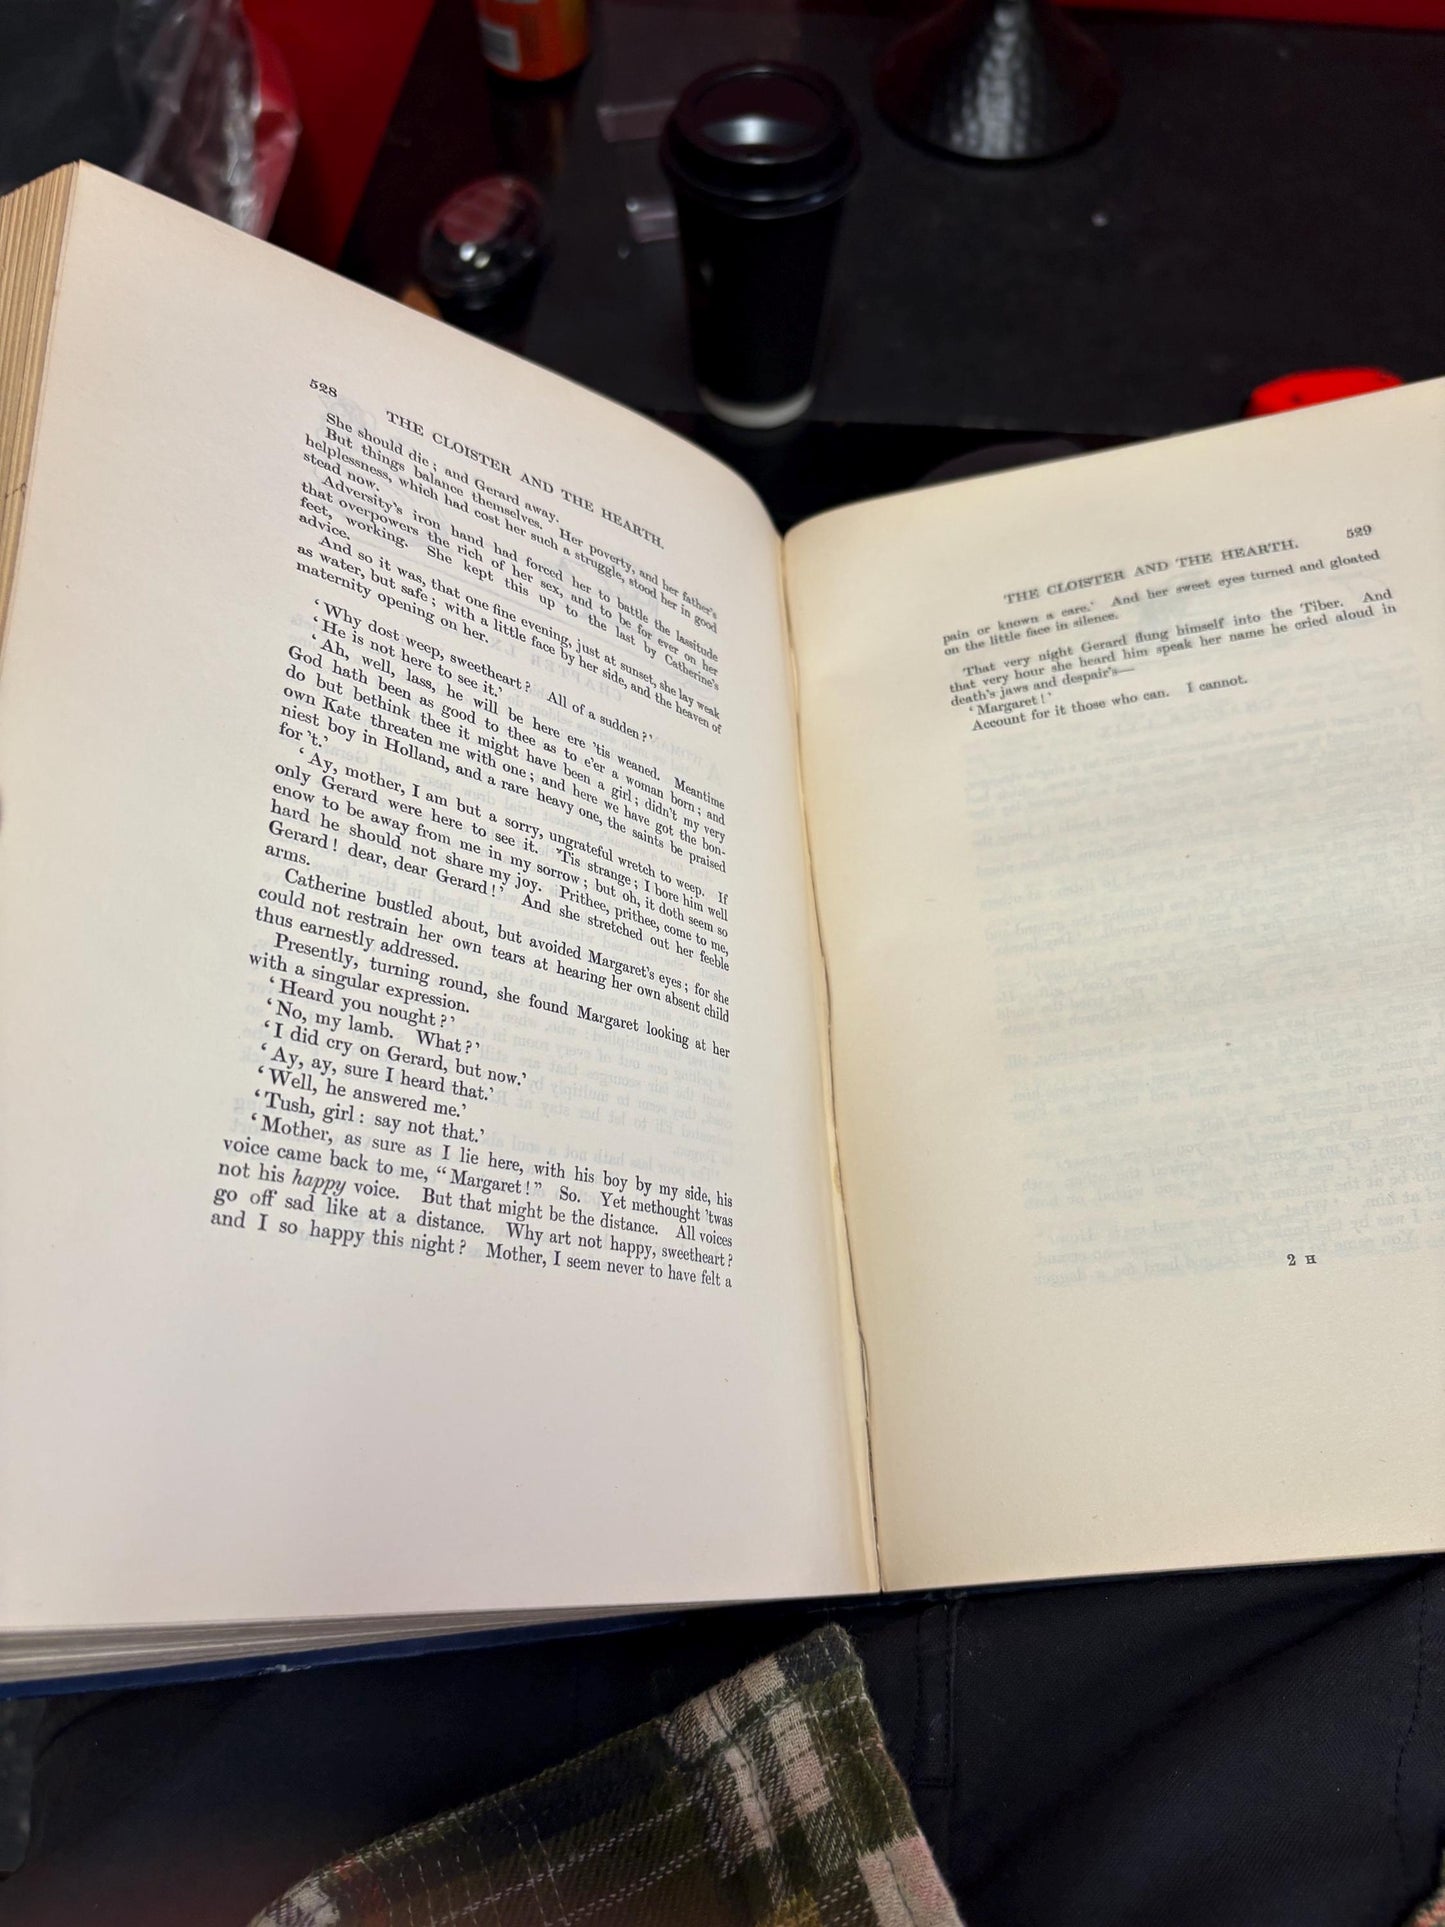 528
THE CLOISTER AND THE HEARTH.
She should die; and Gerard away.
But things balance themselves. Her poverty, and her father's
helplessness, which had cost her such a struggle, stood her in good
stead now.
Adversity's iron hand had forced her to battle the lassitude
that overpowers the rich of her sex, and to be for ever on her
feet, working. She kept this up to the last by Catherine's
advice.
And so it was, that one fine evening, just at sunset, she lay weak
as water, but safe; with a little face by her side, and the heaven of
maternity opening on her.
‘Why dost weep, sweetheart? All of a sudden?’
‘He is not here to see it.’
‘Ah, well, lass, he will be here ere ’tis weaned. Meantime
God hath been as good to thee as to e'er a woman born; and
do but bethink thee it might have been a girl; didn't my very
own Kate threaten me with one; and here we have got the bon-
niest boy in Holland, and a rare heavy one, the saints be praised
for ’t.’
‘Ay, mother, I am but a sorry, ungrateful wretch to weep. If
only Gerard were here to see it. ’Tis strange; I bore him well
enow to be away from me in my sorrow; but oh, it doth seem so
hard he should not share my joy. Prithee, prithee, come to me,
Gerard! dear, dear Gerard!’ And she stretched out her feeble
arms.
Catherine bustled about, but avoided Margaret's eyes; for she
could not restrain her own tears at hearing her own absent child
thus earnestly addressed.
Presently, turning round, she found Margaret looking at her
with a singular expression.
‘Heard you nought?’
‘No, my lamb. What?’
‘I did cry on Gerard, but now.’
‘Ay, ay, sure I heard that.’
‘Well, he answered me.’
‘Tush, girl: say not that.’
‘Mother, as sure as I lie here, with his boy by my side, his
voice came back to me, “Margaret!” So. Yet methought ’twas
not his happy voice. But that might be the distance. All voices
go off sad like at a distance. Why art not happy, sweetheart?
and I so happy this night? Mother, I seem never to have felt a
THE CLOISTER AND THE HEARTH.
529
pain or known a care.’ And her sweet eyes turned and gloated
on the little face in silence.
That very night Gerard flung himself into the Tiber. And
that very hour she heard him speak her name he cried aloud in
death's jaws and despair's—
‘Margaret!’
Account for it those who can. I cannot.
2 H